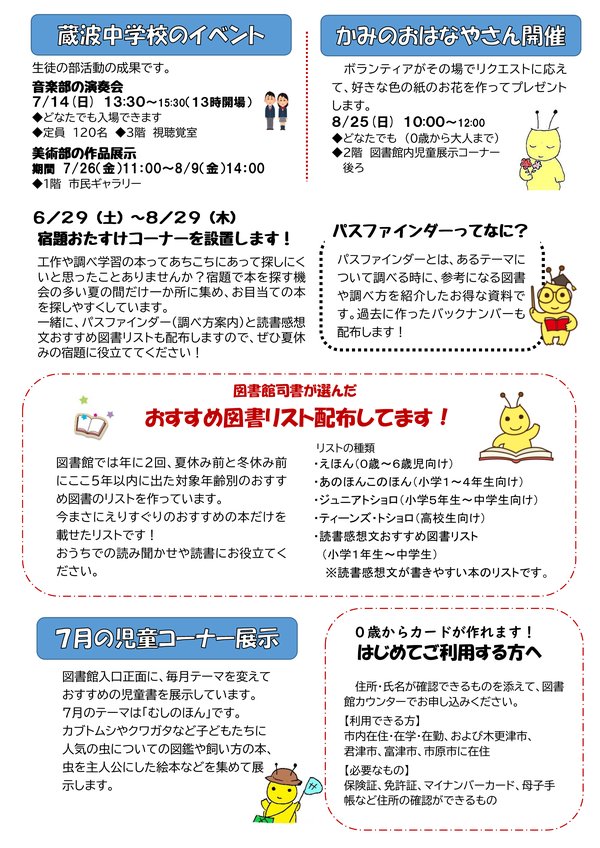 蔵波中学校のイベント
生徒の部活動の成果です。
音楽部の演奏会
7/14(日) 13:30~15:30(13時開場)
◆どなたでも入場できます
◆定員 120名 ◆3階 視聴覚室
美術部の作品展示
期間 7/26(金)11:00~8/9(金)14:00
◆1階 市民ギャラリー
かみのおはなやさん開催
ボランティアがその場でリクエストに応え
て、好きな色の紙のお花を作ってプレゼント
します。
8/25(日) 10:00~12:00
◆どなたでも (0歳から大人まで)
◆2階 図書館内児童展示コーナー
後ろ
6/29(土)~8/29(木)
宿題おたすけコーナーを設置します!
工作や調べ学習の本ってあちこちにあって探しにく
いと思ったことありませんか?宿題で本を探す機
会の多い夏の間だけ一か所に集め、お目当ての本
を探しやすくしています。
一緒に、パスファインダー(調べ方案内)と読書感想
文おすすめ図書リストも配布しますので、ぜひ夏休
みの宿題に役立ててください!
パスファインダーってなに?
パスファインダーとは、あるテーマ
について調べる時に、参考になる図書
や調べ方を紹介したお得な資料で
す。過去に作ったバックナンバーも
配布します!
図書館司書が選んだ
おすすめ図書リスト配布してます!
図書館では年に2回、夏休み前と冬休み前
にここ5年以内に出た対象年齢別のおすす
め図書のリストを作っています。
今まさにえりすぐりのおすすめの本だけを
載せたリストです!
おうちでの読み聞かせや読書にお役立てく
ださい。
リストの種類
・えほん(0歳~6歳児向け)
・あのほんこのほん(小学1~4年生向け)
・ジュニアトショロ(小学5年生~中学生向け)
・ティーンズ・トショロ(高校生向け)
・読書感想文おすすめ図書リスト
(小学1年生~中学生)
※読書感想文が書きやすい本のリストです。
7月の児童コーナー展示
図書館入口正面に、毎月テーマを変えて
おすすめの児童書を展示しています。
7月のテーマは「むしのほん」です。
カブトムシやクワガタなど子どもたちに
人気の虫についての図鑑や飼い方の本、
虫を主人公にした絵本などを集めて展
示します。
0歳からカードが作れます!
はじめてご利用する方へ
住所・氏名が確認できるものを添えて、図書
館カウンターでお申し込みください。
【利用できる方】
市内在住・在学・在勤、および木更津市、
君津市、富津市、市原市に在住
【必要なもの】
保険証、免許証、マイナンバーカード、母子手
帳など住所の確認ができるもの